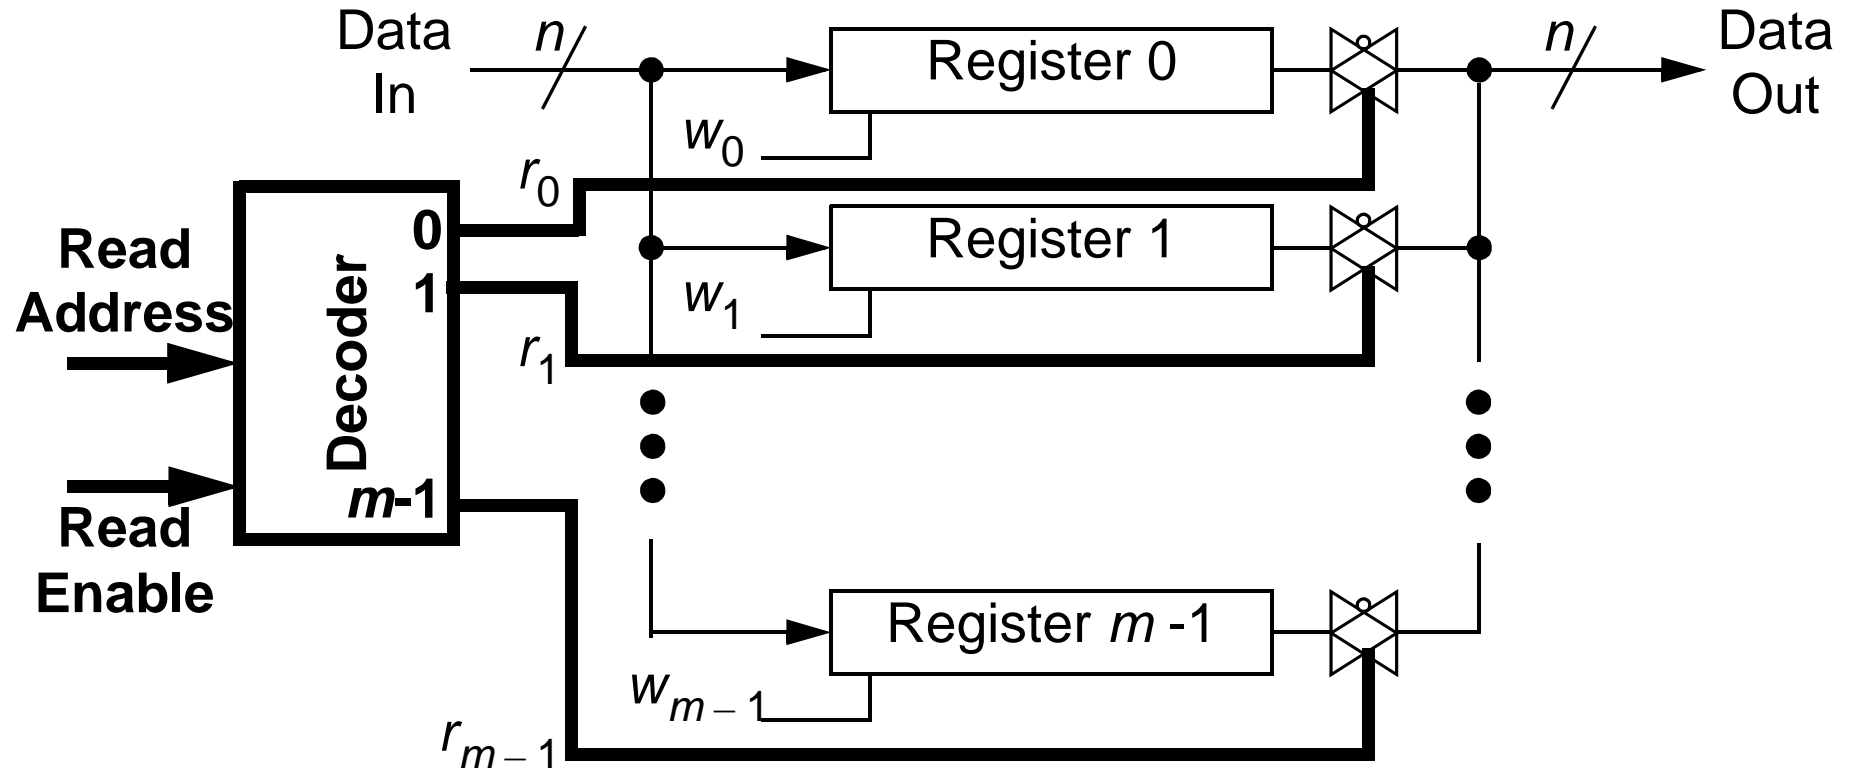 Data
In
n
Register 0
n
Data
Out
w0
r0
Read
Address
Decoder
0
Register 1
1
w1
r1
m-1
Read
Enable
Register m -1
wm – 1
rm – 1